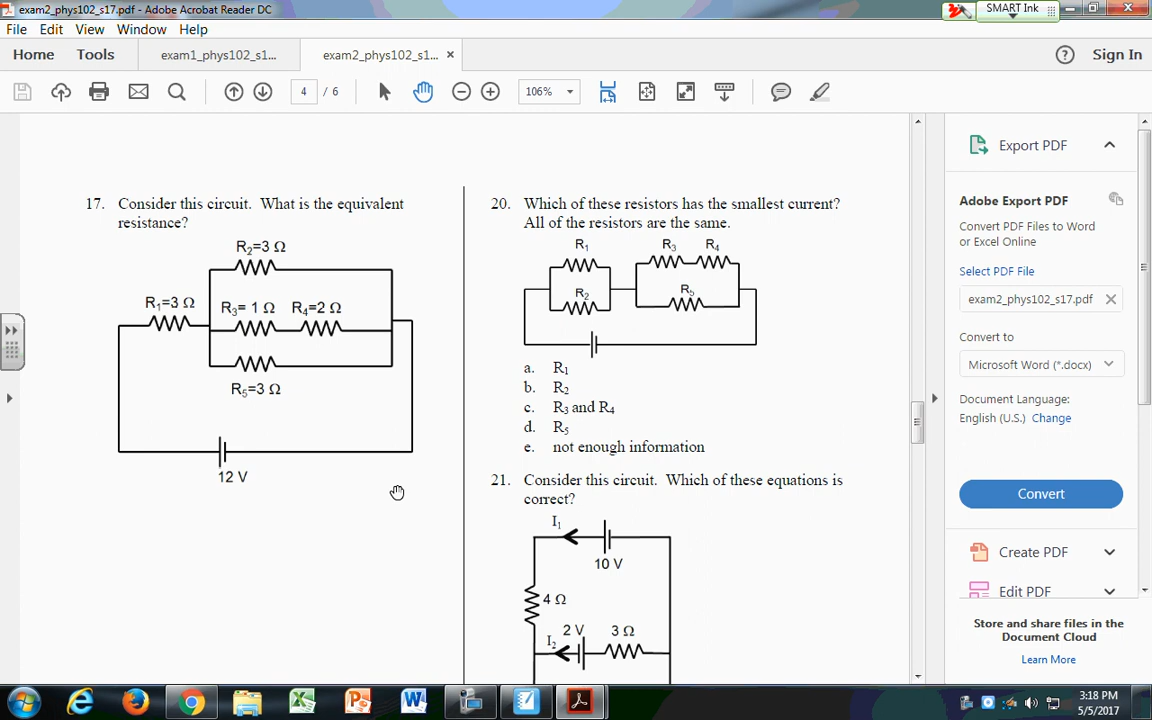 exam2_phys102_s17.pdf - Adobe Acrobat Reader DC
SMART Ink
File Edit View Window Help
Home Tools exam1_phys102_s1... exam2_phys102_s1... × Sign In
4 / 6 106%
17. Consider this circuit. What is the equivalent
resistance?
R2=3 Ω
R1=3 Ω R3= 1 Ω R4=2 Ω
R5=3 Ω
12 V
20. Which of these resistors has the smallest current?
All of the resistors are the same.
R1 R3 R4
R2 R5
a. R1
b. R2
c. R3 and R4
d. R5
e. not enough information
21. Consider this circuit. Which of these equations is
correct?
I1
10 V
4 Ω
I2 2 V 3 Ω
Export PDF
Adobe Export PDF
Convert PDF Files to Word
or Excel Online
Select PDF File
exam2_phys102_s17.pdf ×
Convert to
Microsoft Word (*.docx)
Document Language:
English (U.S.) Change
Convert
Create PDF
Edit PDF
Store and share files in the
Document Cloud
Learn More
3:18 PM
5/5/2017